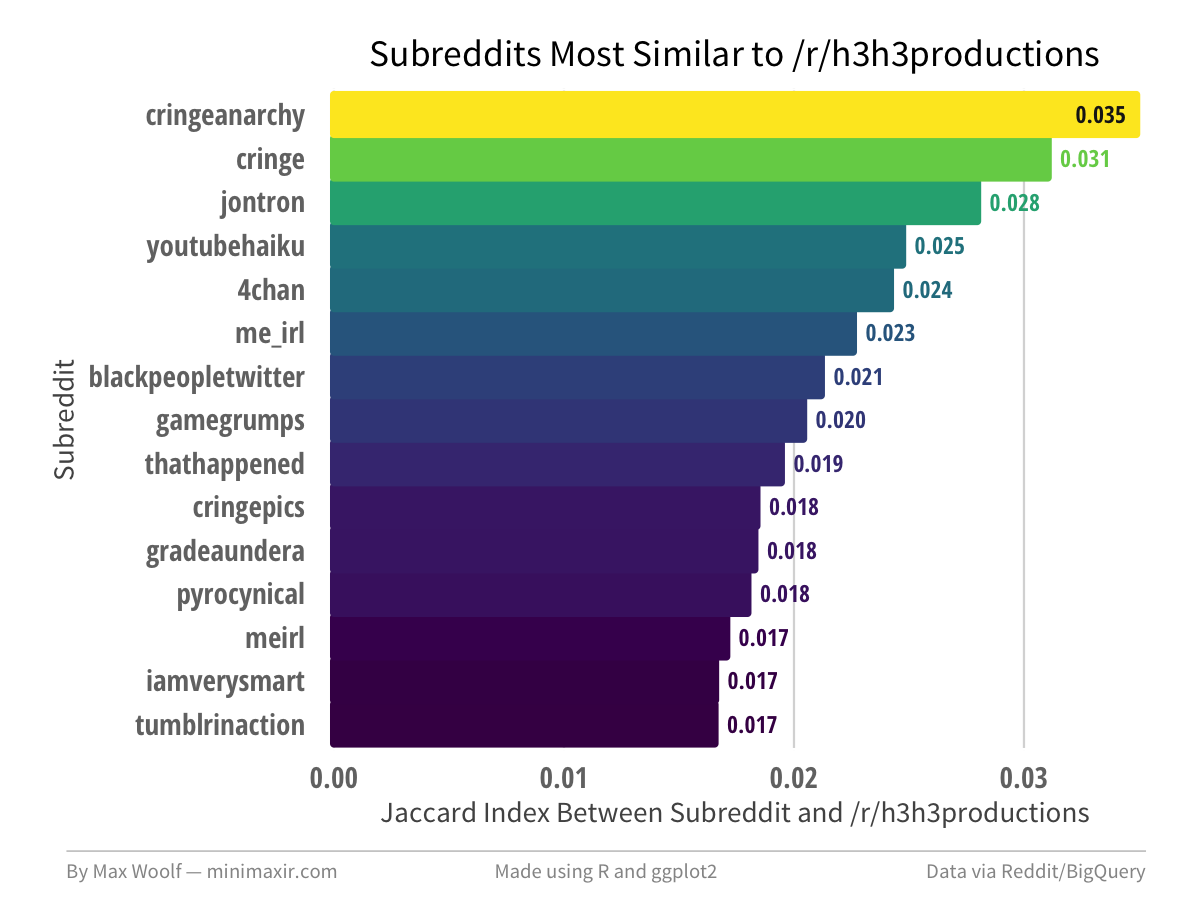 Subreddits Most Similar to /r/h3h3productions
cringeanarchy 0.035
cringe 0.031
jontron 0.028
youtubehaiku 0.025
4chan 0.024
me_irl 0.023
blackpeopletwitter 0.021
gamegrumps 0.020
thathappened 0.019
cringepics 0.018
gradeaundera 0.018
pyrocynical 0.018
meirl 0.017
iamverysmart 0.017
tumblrinaction 0.017
Subreddit
0.00 0.01 0.02 0.03
Jaccard Index Between Subreddit and /r/h3h3productions
By Max Woolf — minimaxir.com Made using R and ggplot2 Data via Reddit/BigQuery